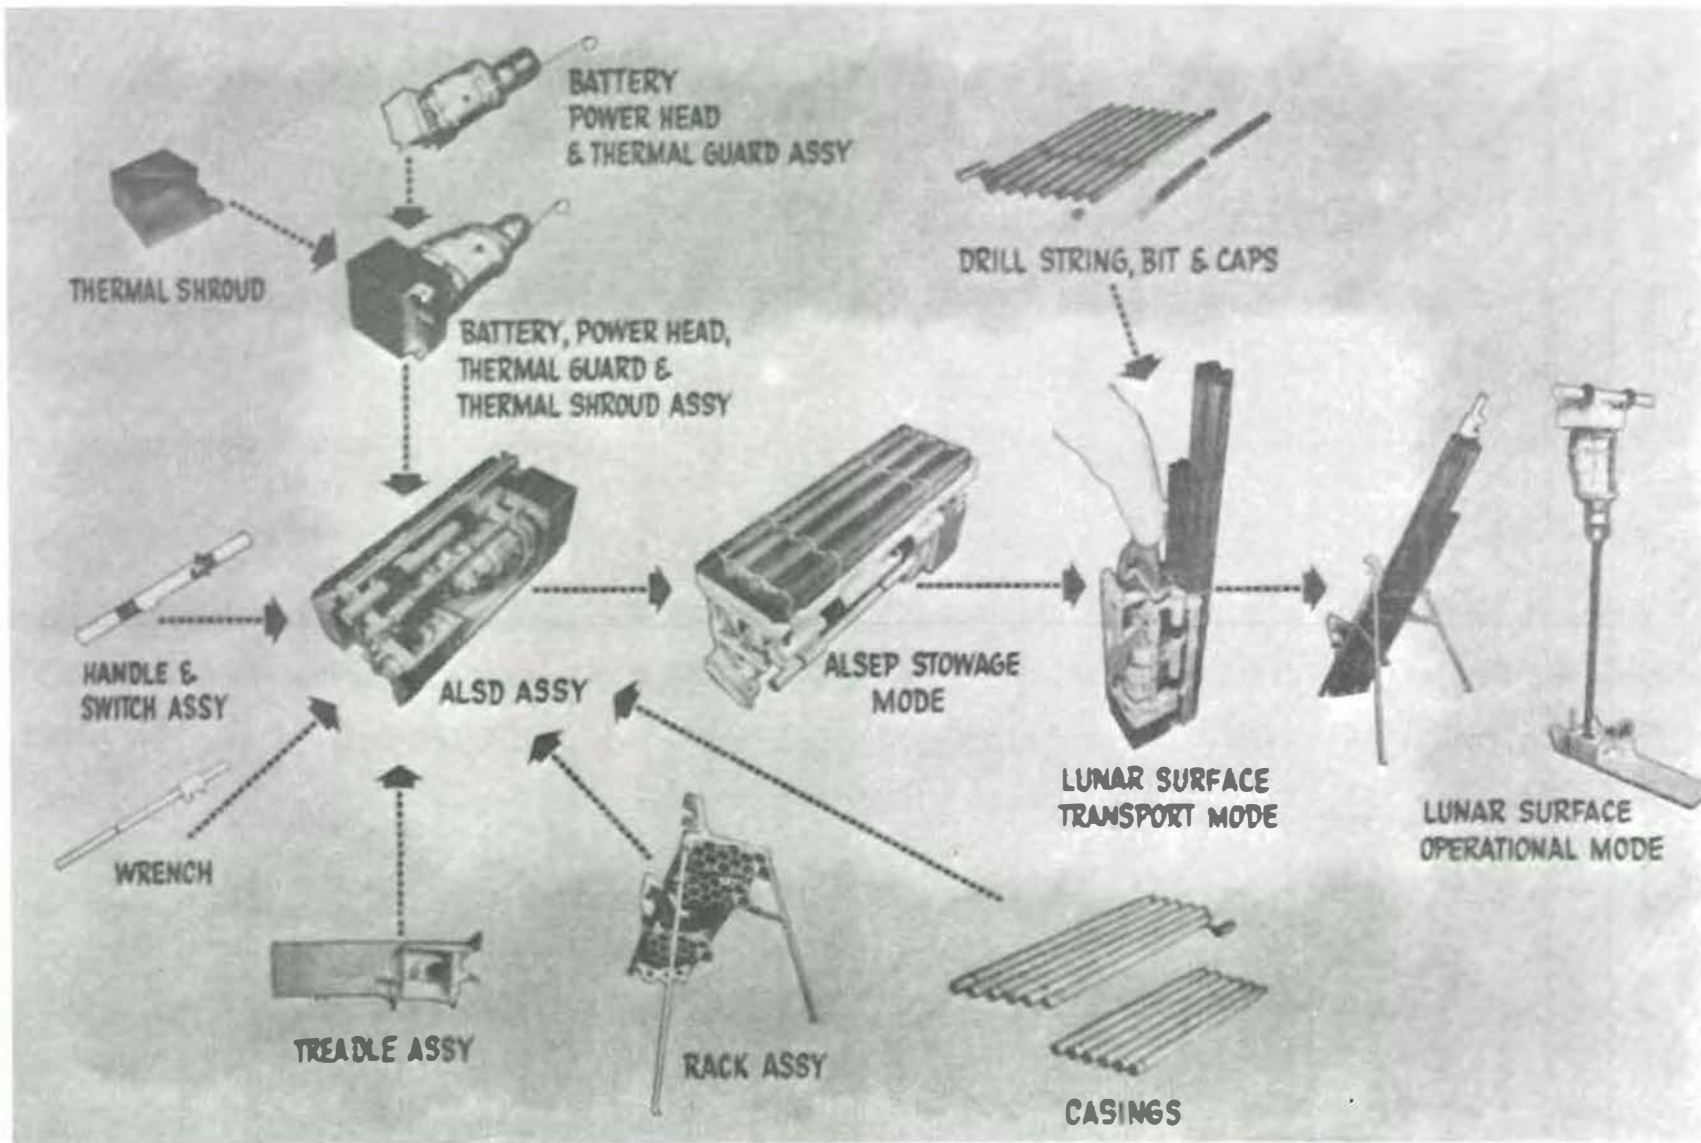 BATTERY
POWER HEAD
& THERMAL GUARD ASSY
THERMAL SHROUD
DRILL STRING, BIT & CAPS
BATTERY, POWER HEAD,
THERMAL GUARD &
THERMAL SHROUD ASSY
HANDLE &
SWITCH ASSY
ALSD ASSY
ALSEP STOWAGE
MODE
LUNAR SURFACE
TRANSPORT MODE
LUNAR SURFACE
OPERATIONAL MODE
WRENCH
TREADLE ASSY
RACK ASSY
CASINGS